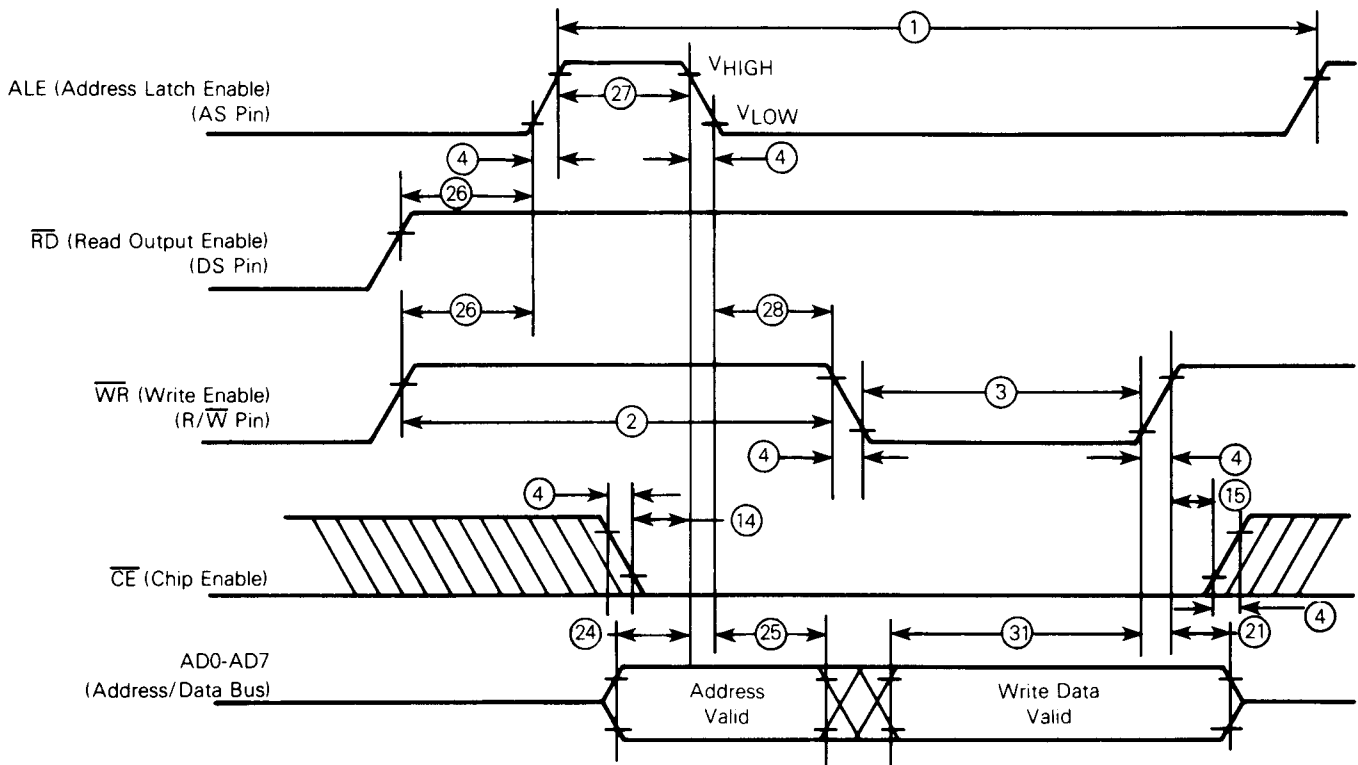 1
ALE (Address Latch Enable)
(AS Pin)
27
VHIGH
VLOW
4
4
26
RD (Read Output Enable)
(DS Pin)
26
28
WR (Write Enable)
(R/W Pin)
3
2
4
4
4
14
15
CE (Chip Enable)
4
24
25
31
21
AD0-AD7
(Address/Data Bus)
Address
Valid
Write Data
Valid